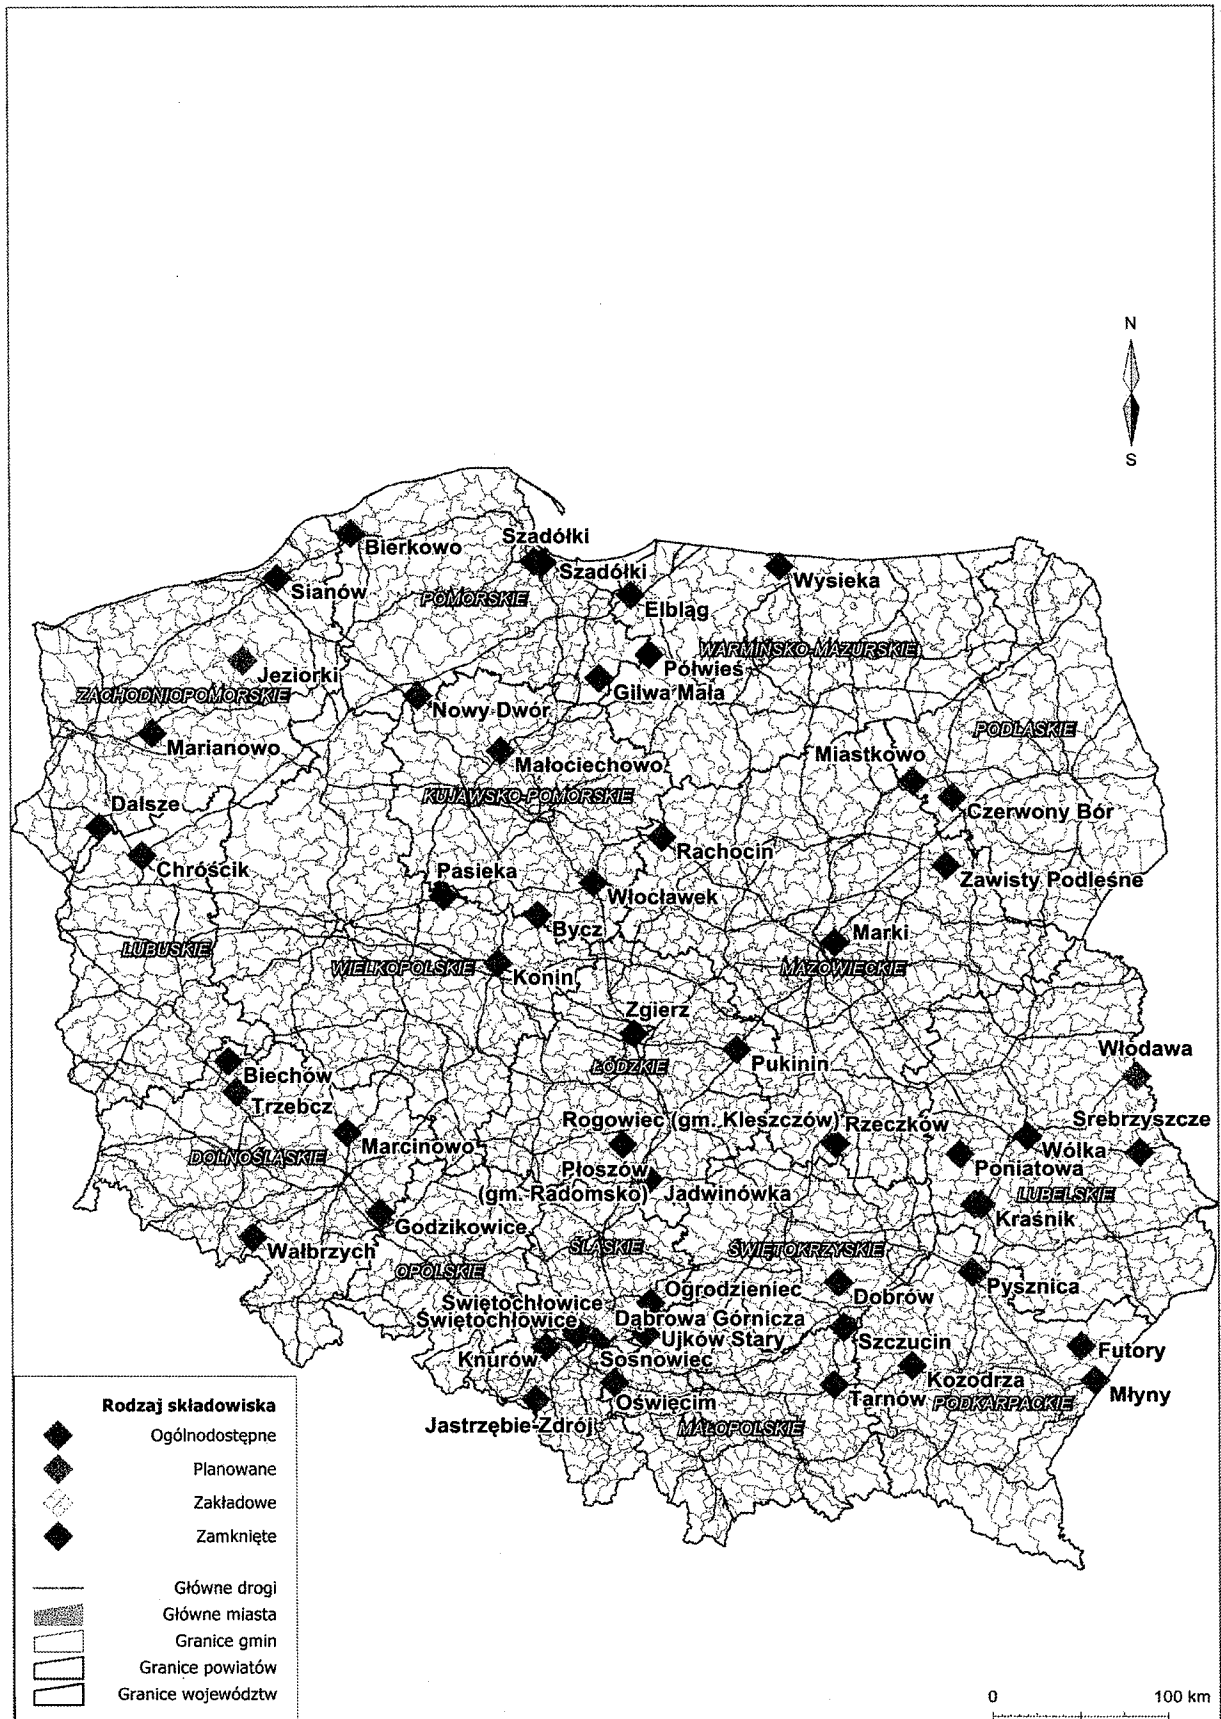 N
S
Bierkowo
Szadółki
Szadółki
Sianów
POMORSKIE
Elbląg
Wysieka
WARMIŃSKO-MAZURSKIE
Półwieś
Jeziorki
Gilwa Mała
ZACHODNIOPOMORSKIE
Nowy Dwór
PODLASKIE
Marianowo
Małociechowo
Miastkowo
KUJAWSKO-POMORSKIE
Dalsze
Czerwony Bór
Rachocin
Chróścik
Pasieka
Włocławek
Zawisty Podleśne
Bycz
Marki
LUBUSKIE
WIELKOPOLSKIE
Konin
MAZOWIECKIE
Zgierz
Włodawa
ŁÓDZKIE
Pukinin
Biechów
Trzebcz
Rogowiec (gm. Kleszczów)
Rzeczków
Srebrzyszcze
Marcinowo
Wólka
DOLNOŚLĄSKIE
Płoszów
(gm. Radomsko)
Jadwinówka
Poniatowa
LUBELSKIE
Kraśnik
Godzikowice
Wałbrzych
ŚLĄSKIE
ŚWIĘTOKRZYSKIE
OPOLSKIE
Ogrodzieniec
Dobrów
Pysznica
Świętochłowice
Świętochłowice
Dąbrowa Górnicza
Ujków Stary
Szczucin
Knurów
Sosnowiec
Futory
Kozodrza
Młyny
Oświęcim
Tarnów
PODKARPACKIE
Jastrzębie-Zdrój
MAŁOPOLSKIE
Rodzaj składowiska
Ogólnodostępne
Planowane
Zakładowe
Zamknięte
Główne drogi
Główne miasta
Granice gmin
Granice powiatów
Granice województw
0 100 km